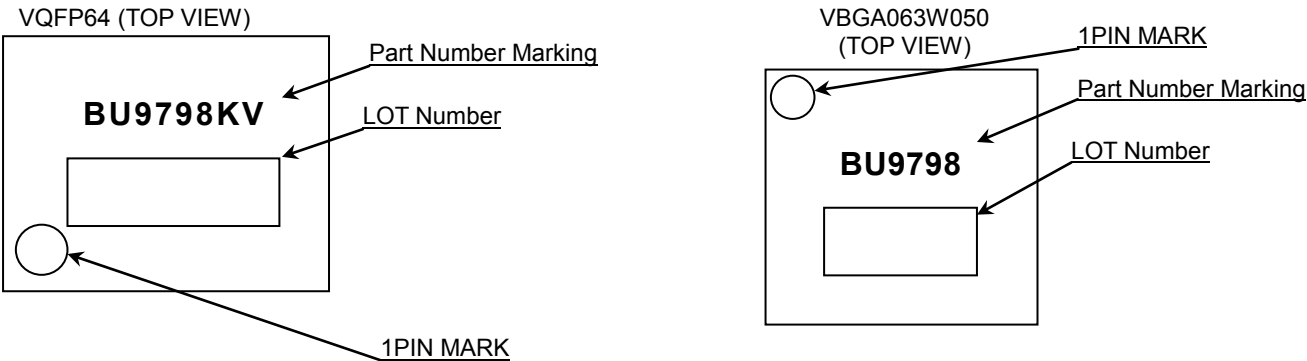 VQFP64 (TOP VIEW)
Part Number Marking
BU9798KV
LOT Number
1PIN MARK
VBGA063W050
(TOP VIEW)
1PIN MARK
Part Number Marking
BU9798
LOT Number